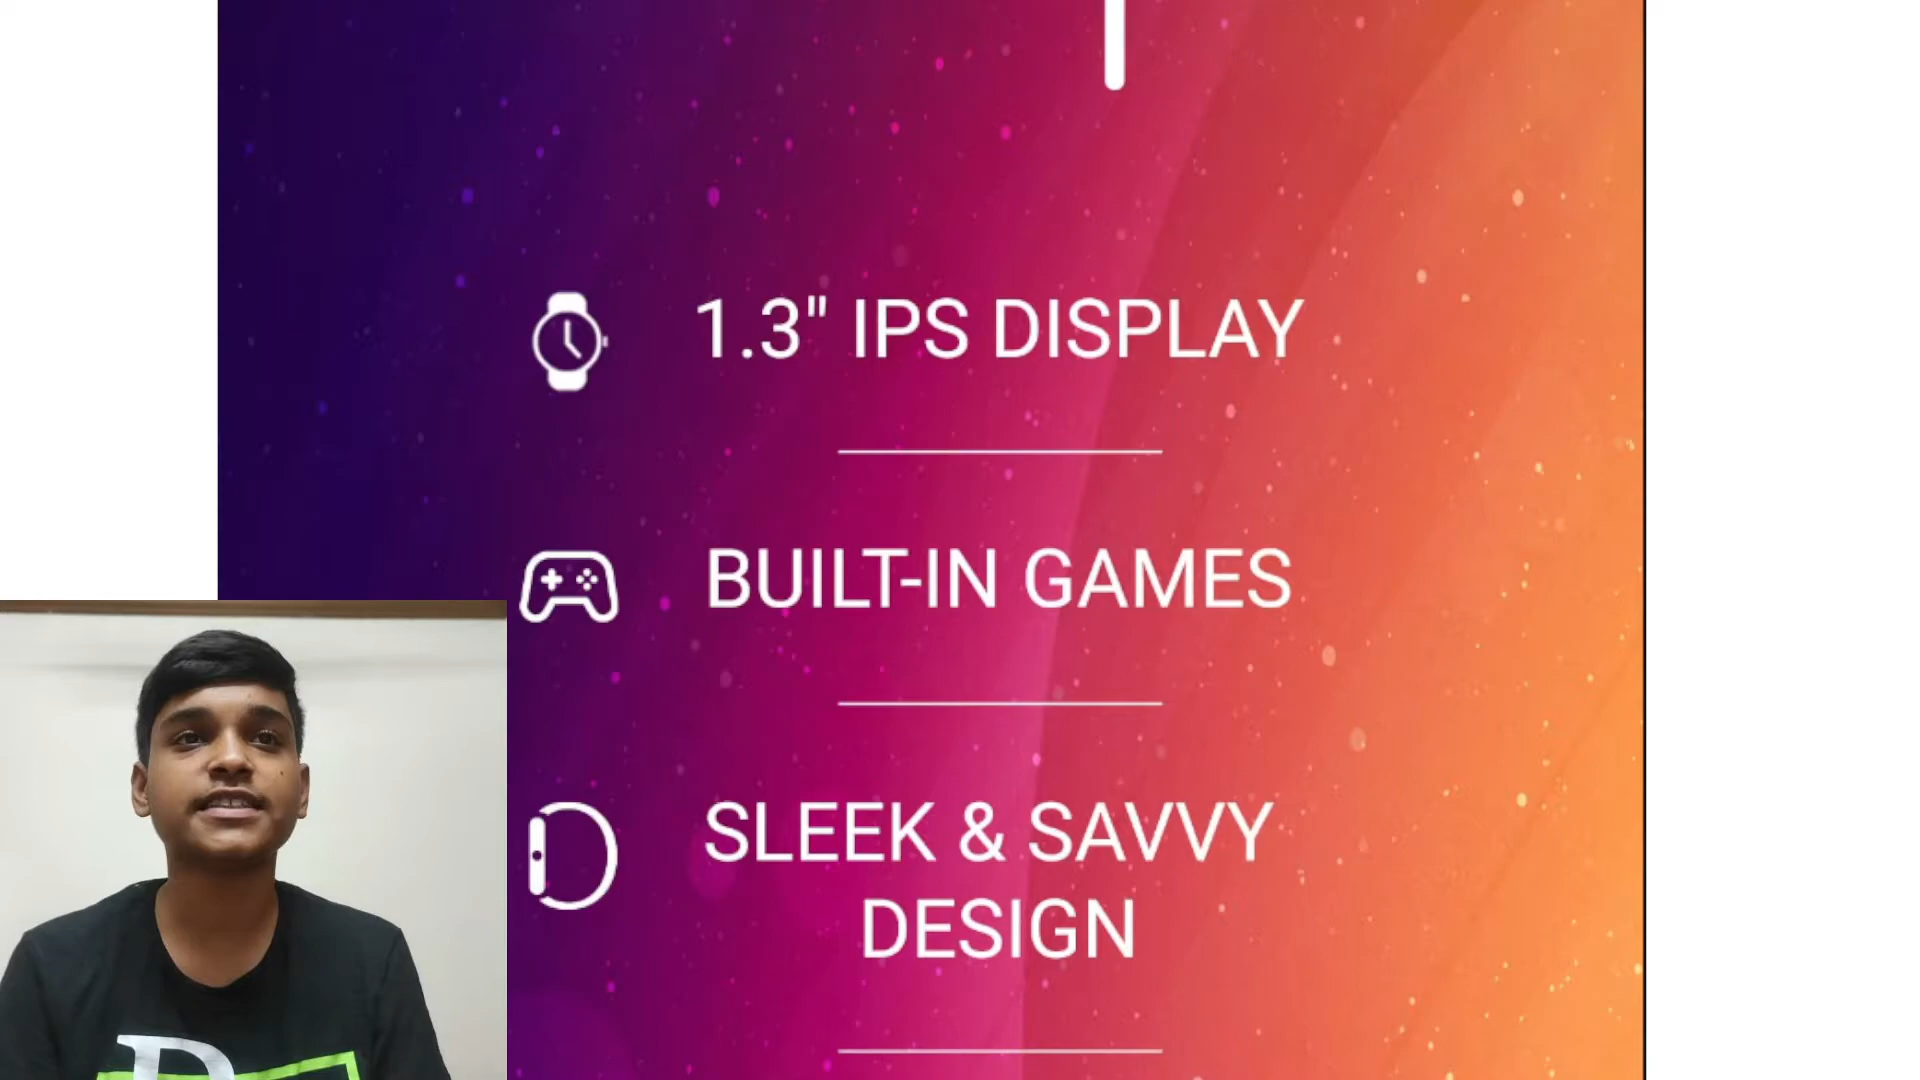 1.3" IPS DISPLAY
BUILT-IN GAMES
SLEEK & SAVVY
DESIGN